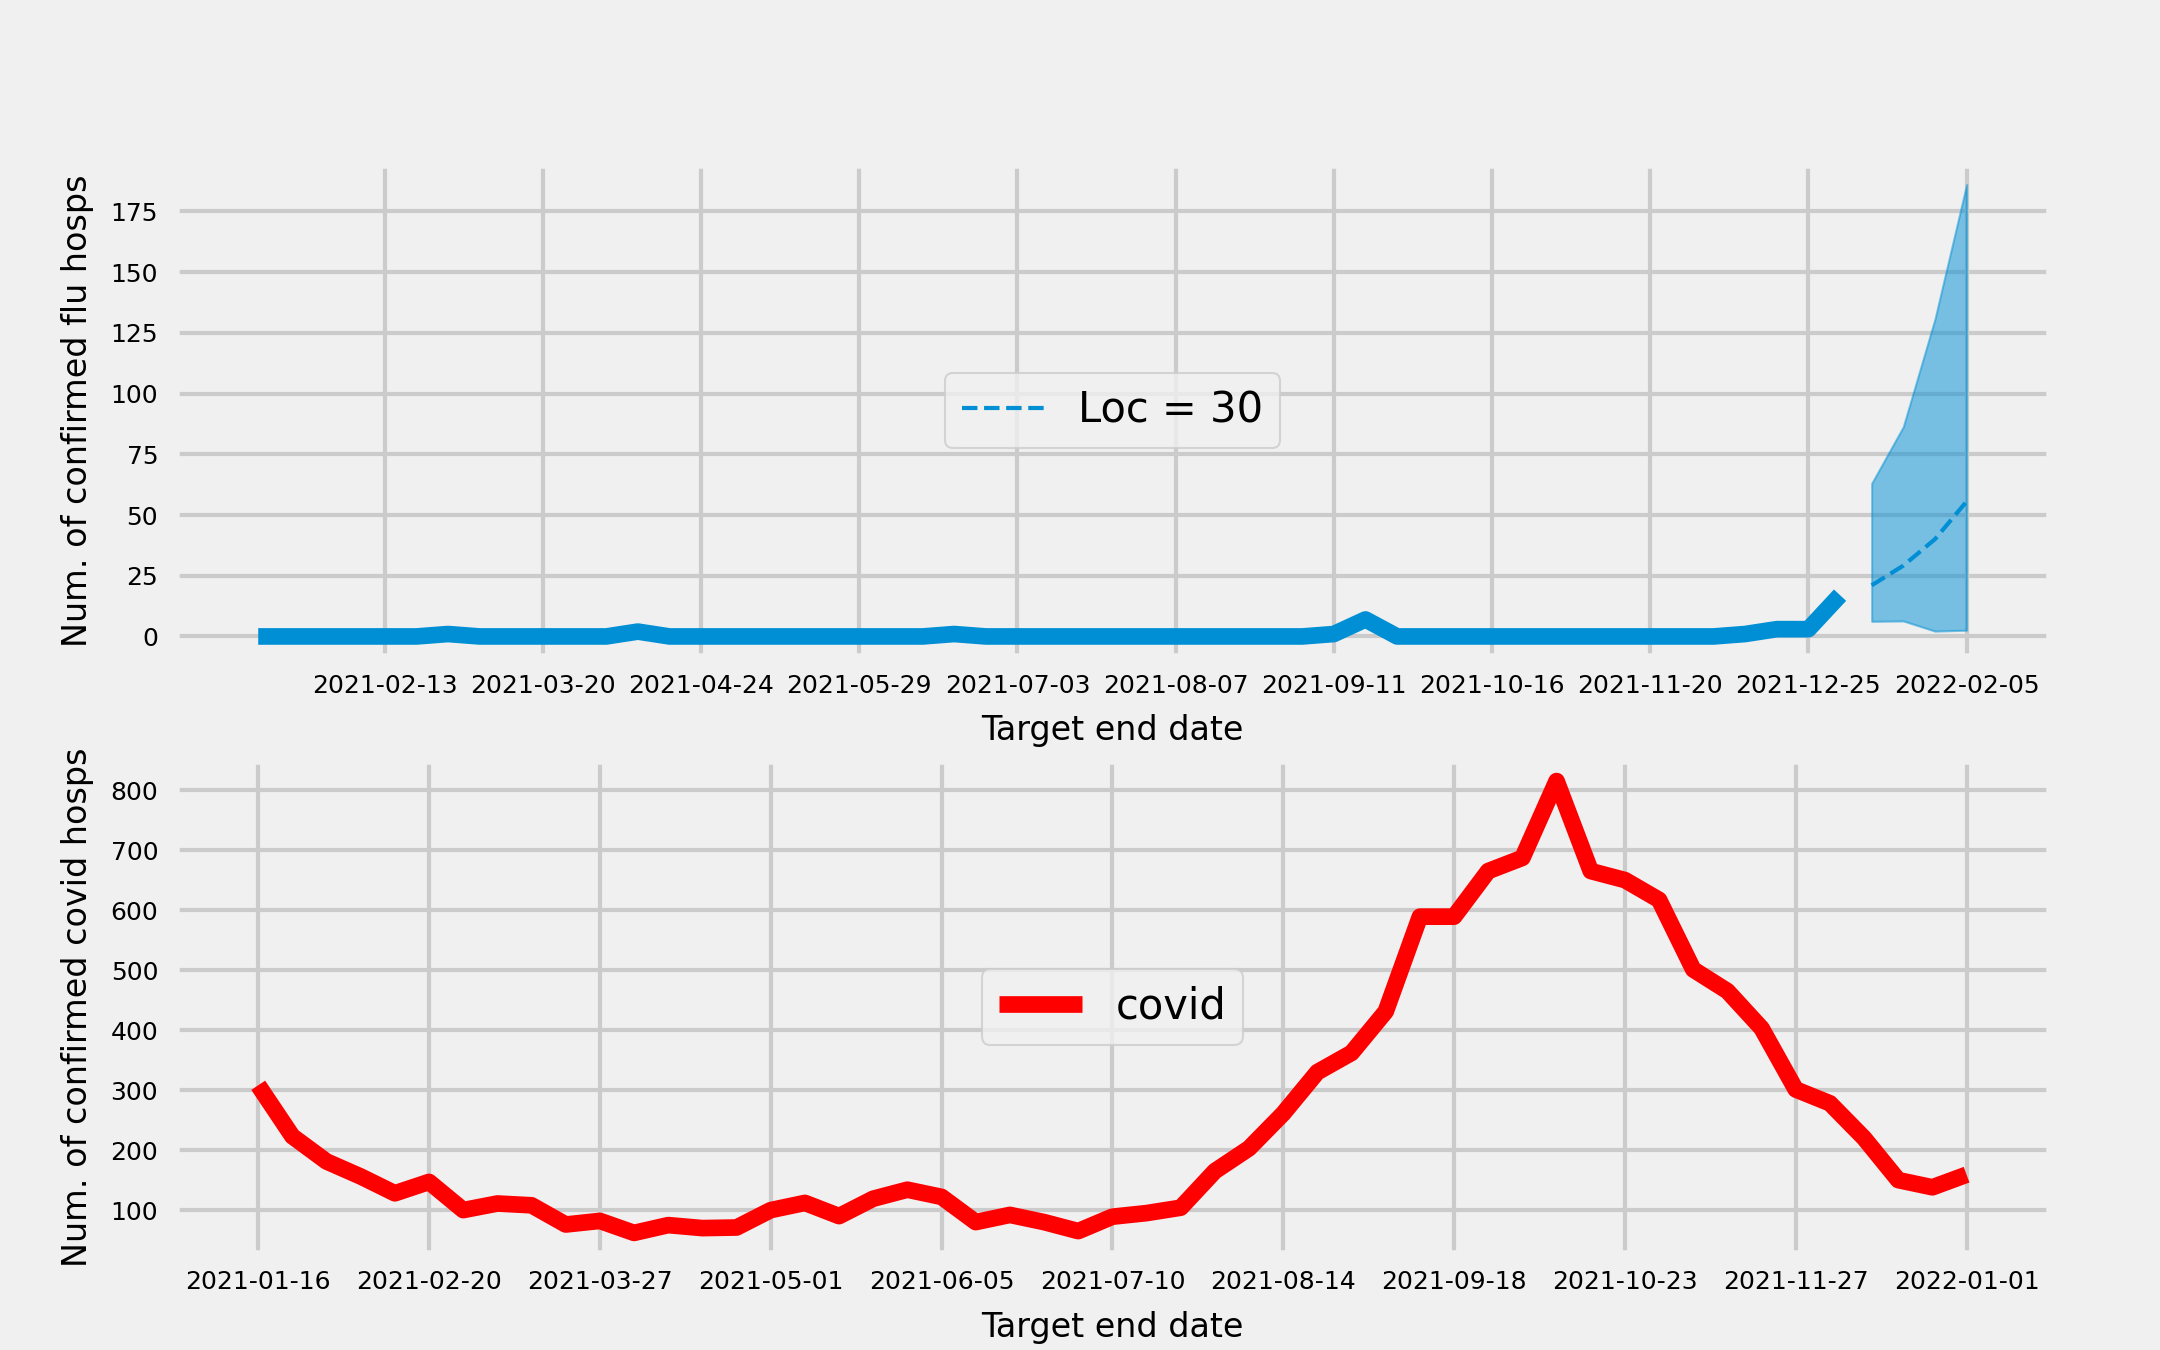 Num. of confirmed flu hosps
175
150
125
100
75
50
25
0
Loc = 30
2021-02-13 2021-03-20 2021-04-24 2021-05-29 2021-07-03 2021-08-07 2021-09-11 2021-10-16 2021-11-20 2021-12-25 2022-02-05
Target end date
Num. of confirmed covid hosps
800
700
600
500
400
300
200
100
covid
2021-01-16 2021-02-20 2021-03-27 2021-05-01 2021-06-05 2021-07-10 2021-08-14 2021-09-18 2021-10-23 2021-11-27 2022-01-01
Target end date